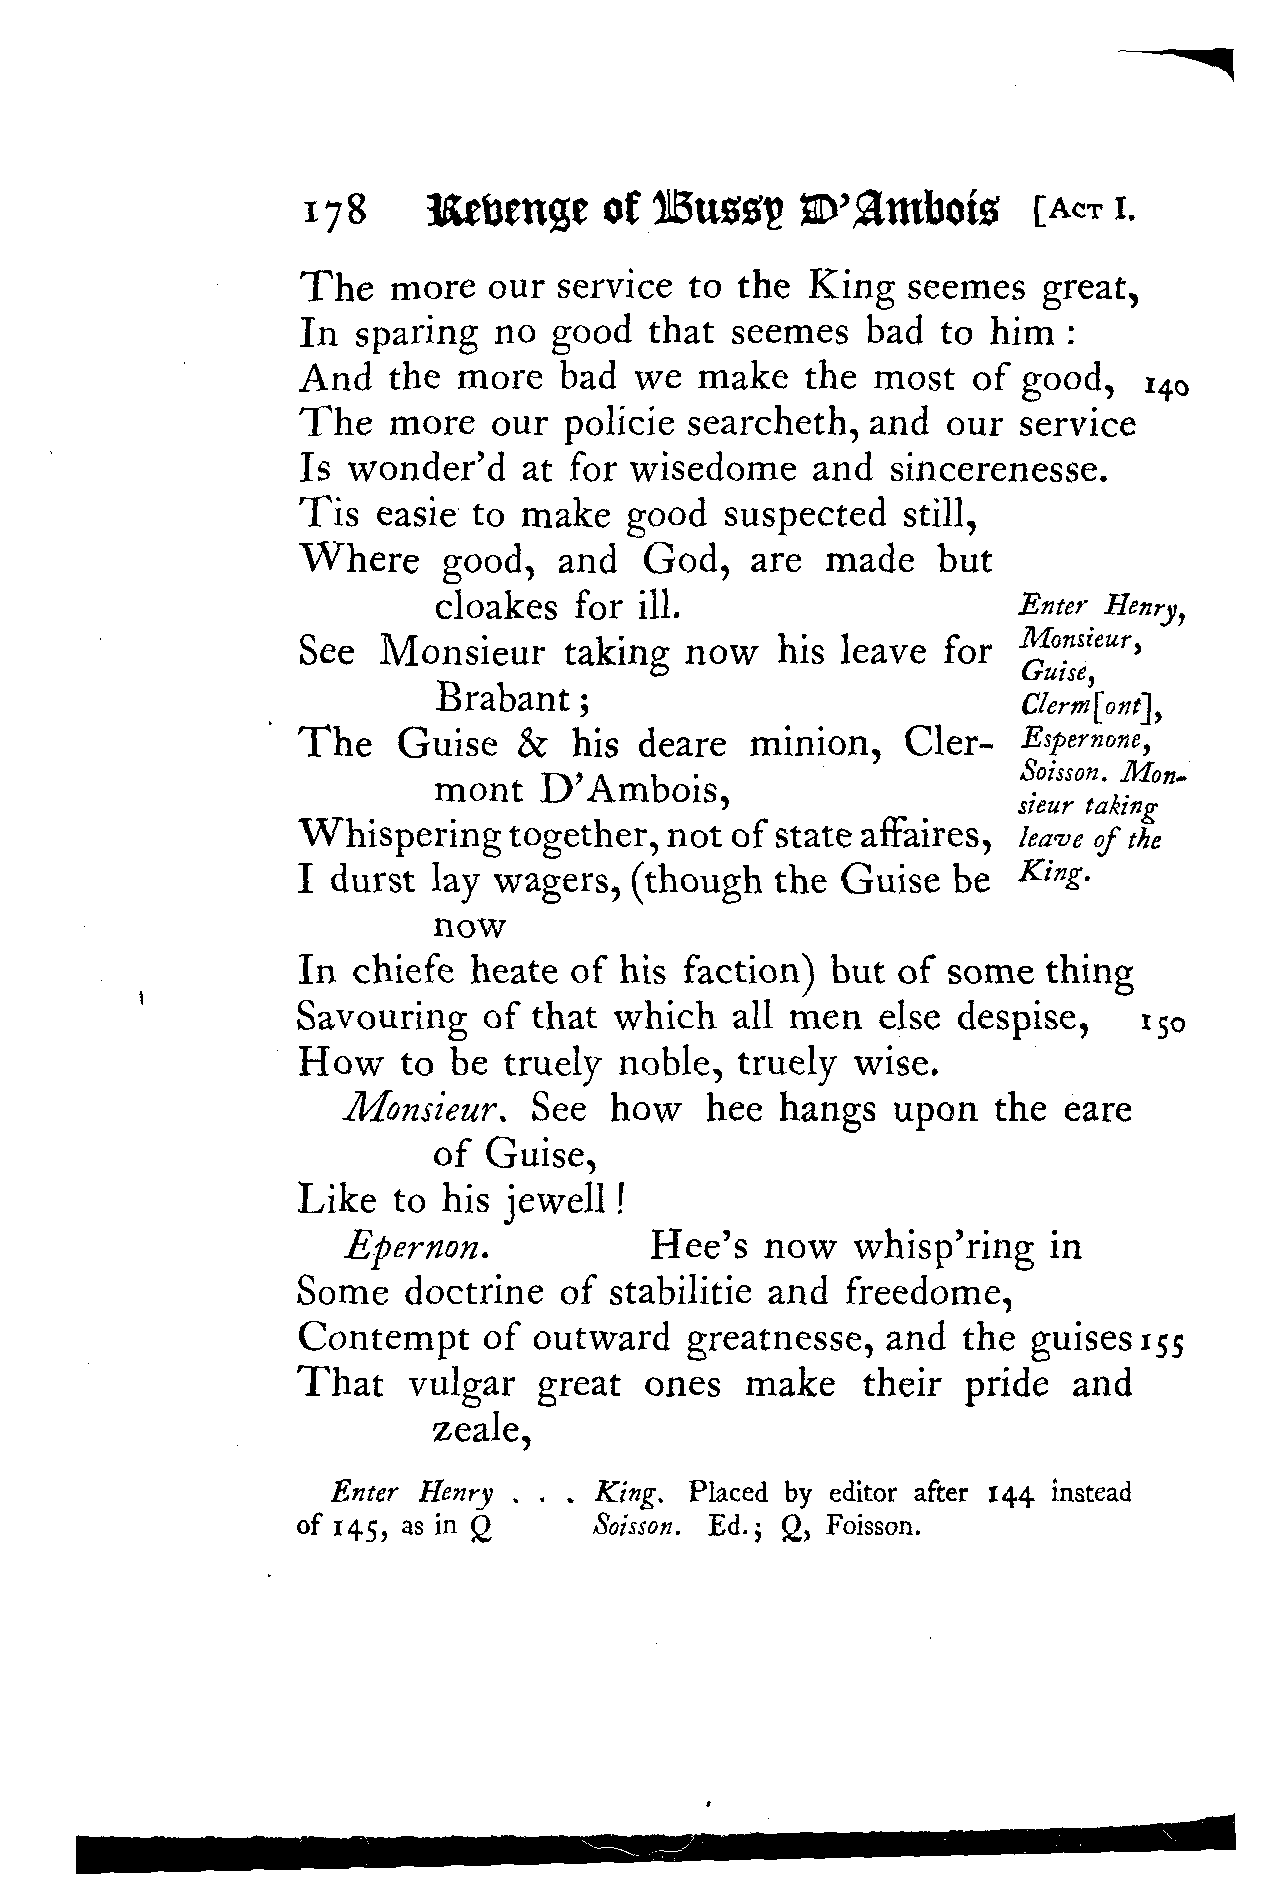 178 Revenge of Bussy D'Ambois [ACT I.
The more our service to the King seemes great,
In sparing no good that seemes bad to him :
And the more bad we make the most of good, 140
The more our policie searcheth, and our service
Is wonder'd at for wisedome and sincerenesse.
Tis easie to make good suspected still,
Where good, and God, are made but
cloakes for ill.
See Monsieur taking now his leave for
Brabant ;
The Guise & his deare minion, Cler-
mont D'Ambois,
Whispering together, not of state affaires,
I durst lay wagers, (though the Guise be
now
Enter Henry,
Monsieur,
Guise,
Clerm[ont],
Espernone,
Soisson. Mon-
sieur taking
leave of the
King.
In chiefe heate of his faction) but of some thing
Savouring of that which all men else despise, 150
How to be truely noble, truely wise.
Monsieur. See how hee hangs upon the eare
of Guise,
Like to his jewell !
Epernon. Hee's now whisp'ring in
Some doctrine of stabilitie and freedome,
Contempt of outward greatnesse, and the guises 155
That vulgar great ones make their pride and
zeale,
Enter Henry . . . King. Placed by editor after 144 instead
of 145, as in Q Soisson. Ed.; Q, Foisson.